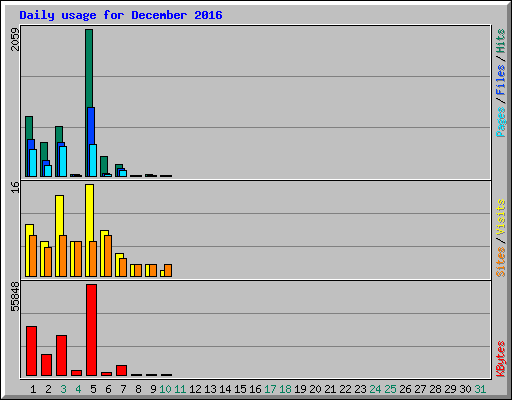 Daily usage for December 2016
2059
16
55848
Pages / Files / Hits
Sites / Visits
KBytes
1 2 3 4 5 6 7 8 9 10 11 12 13 14 15 16 17 18 19 20 21 22 23 24 25 26 27 28 29 30 31